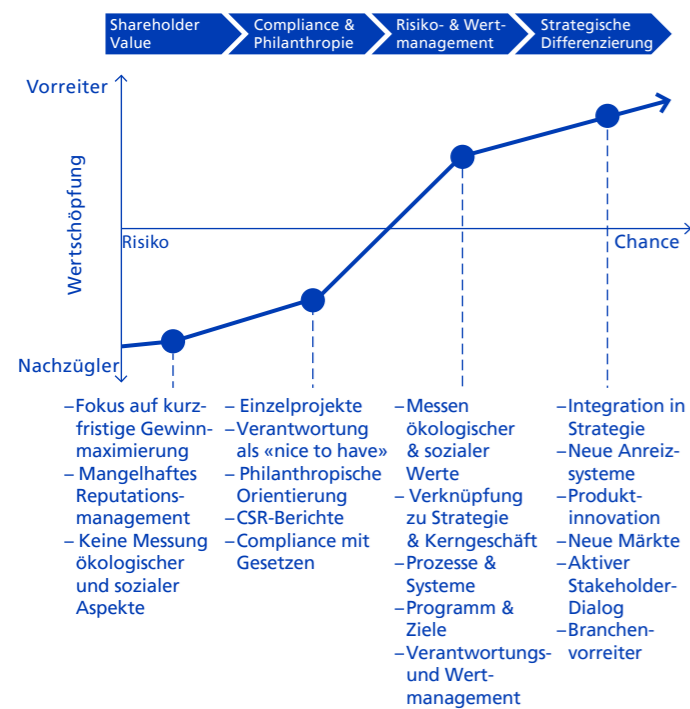 Shareholder
Value
Compliance &
Philanthropie
Risiko- & Wert-
management
Strategische
Differenzierung
Vorreiter
Wertschöpfung
Risiko
Chance
Nachzügler
–Fokus auf kurz-
fristige Gewinn-
maximierung
– Mangelhaftes
Reputations-
management
– Keine Messung
ökologischer
und sozialer
Aspekte
– Einzelprojekte
–Verantwortung
als «nice to have»
– Philanthropische
Orientierung
–CSR-Berichte
–Compliance mit
Gesetzen
–Messen
ökologischer
& sozialer
Werte
– Verknüpfung
zu Strategie
& Kerngeschäft
–Prozesse &
Systeme
–Programm &
Ziele
–Verantwortungs-
und Wert-
management
–Integration in
Strategie
–Neue Anreiz-
systeme
–Produkt-
innovation
–Neue Märkte
–Aktiver
Stakeholder-
Dialog
–Branchen-
vorreiter